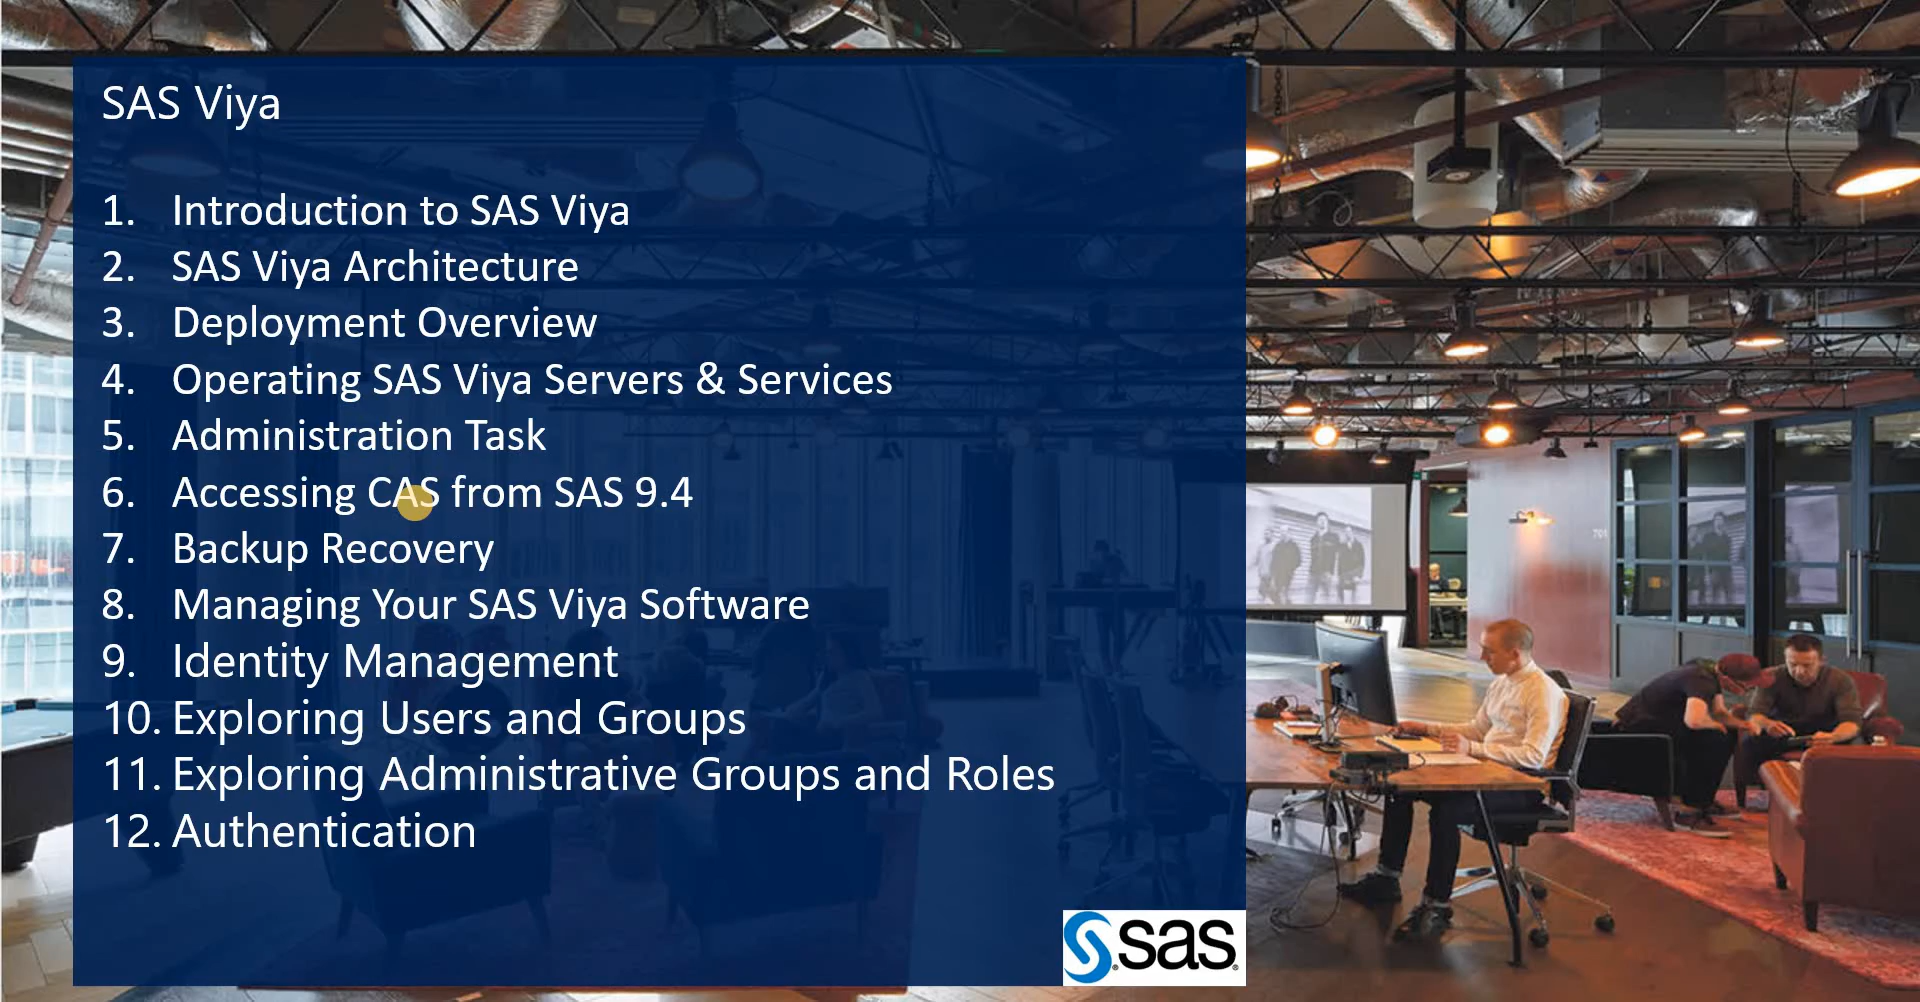 SAS Viya
1. Introduction to SAS Viya
2. SAS Viya Architecture
3. Deployment Overview
4. Operating SAS Viya Servers & Services
5. Administration Task
6. Accessing CAS from SAS 9.4
7. Backup Recovery
8. Managing Your SAS Viya Software
9. Identity Management
10. Exploring Users and Groups
11. Exploring Administrative Groups and Roles
12. Authentication
701
sas